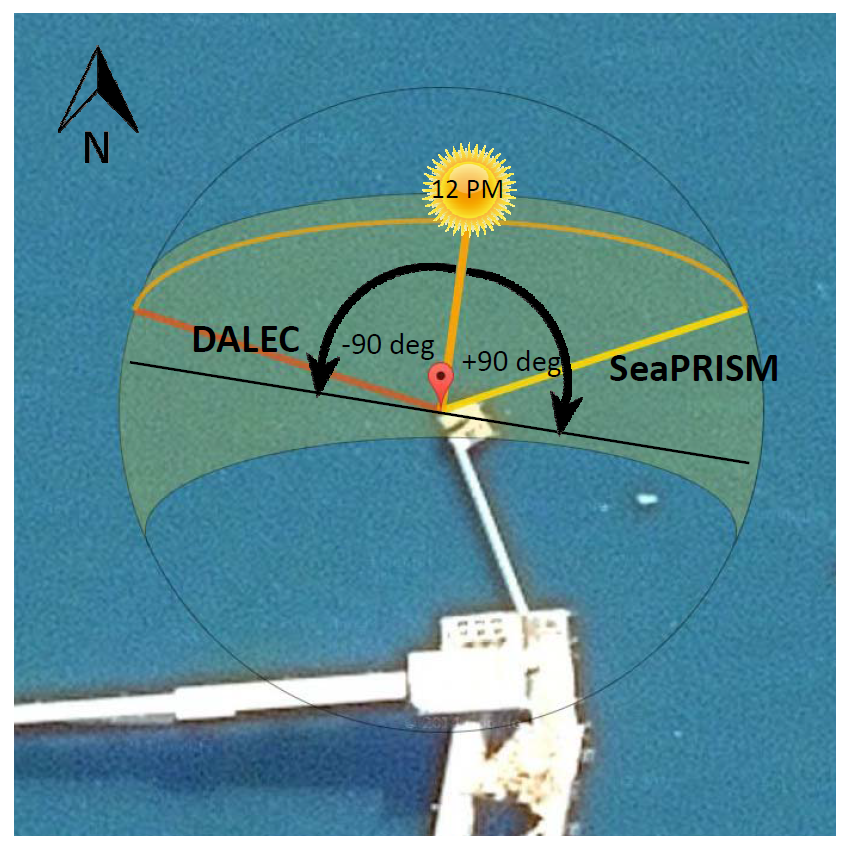 12 PM
N
DALEC
-90 deg
+90 deg
SeaPRISM